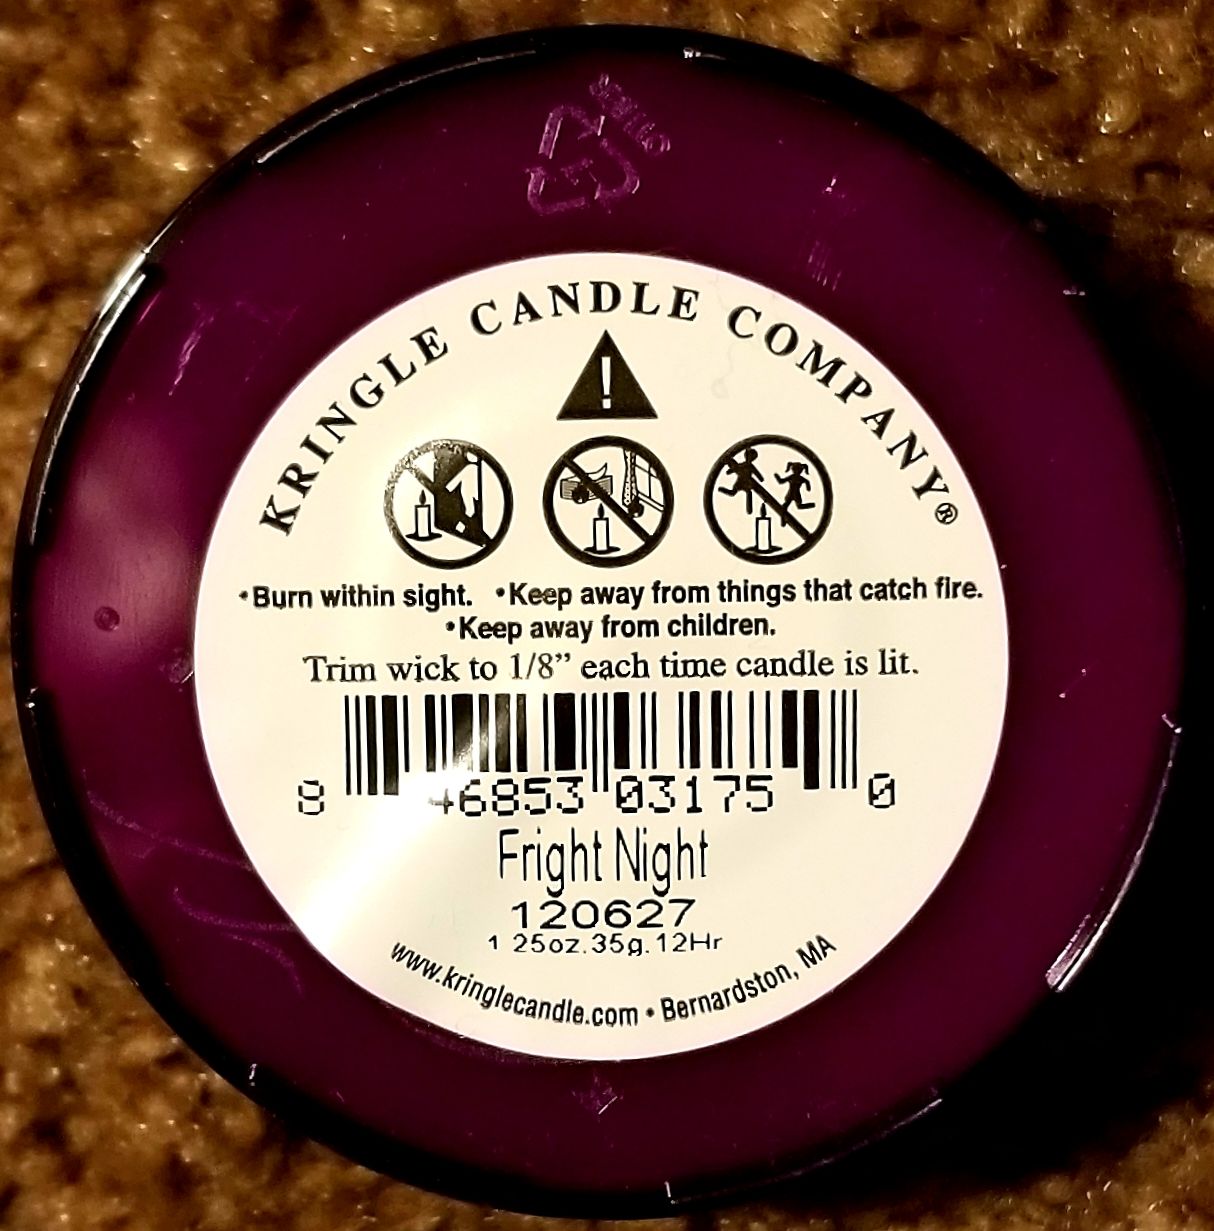 KRINGLE CANDLE COMPANY®
!
•Burn within sight. •Keep away from things that catch fire.
•Keep away from children.
Trim wick to 1/8” each time candle is lit.
8 46853 03175 0
Fright Night
120627
1 25oz.35g.12Hr
www.kringlecandle.com • Bernardston, MA